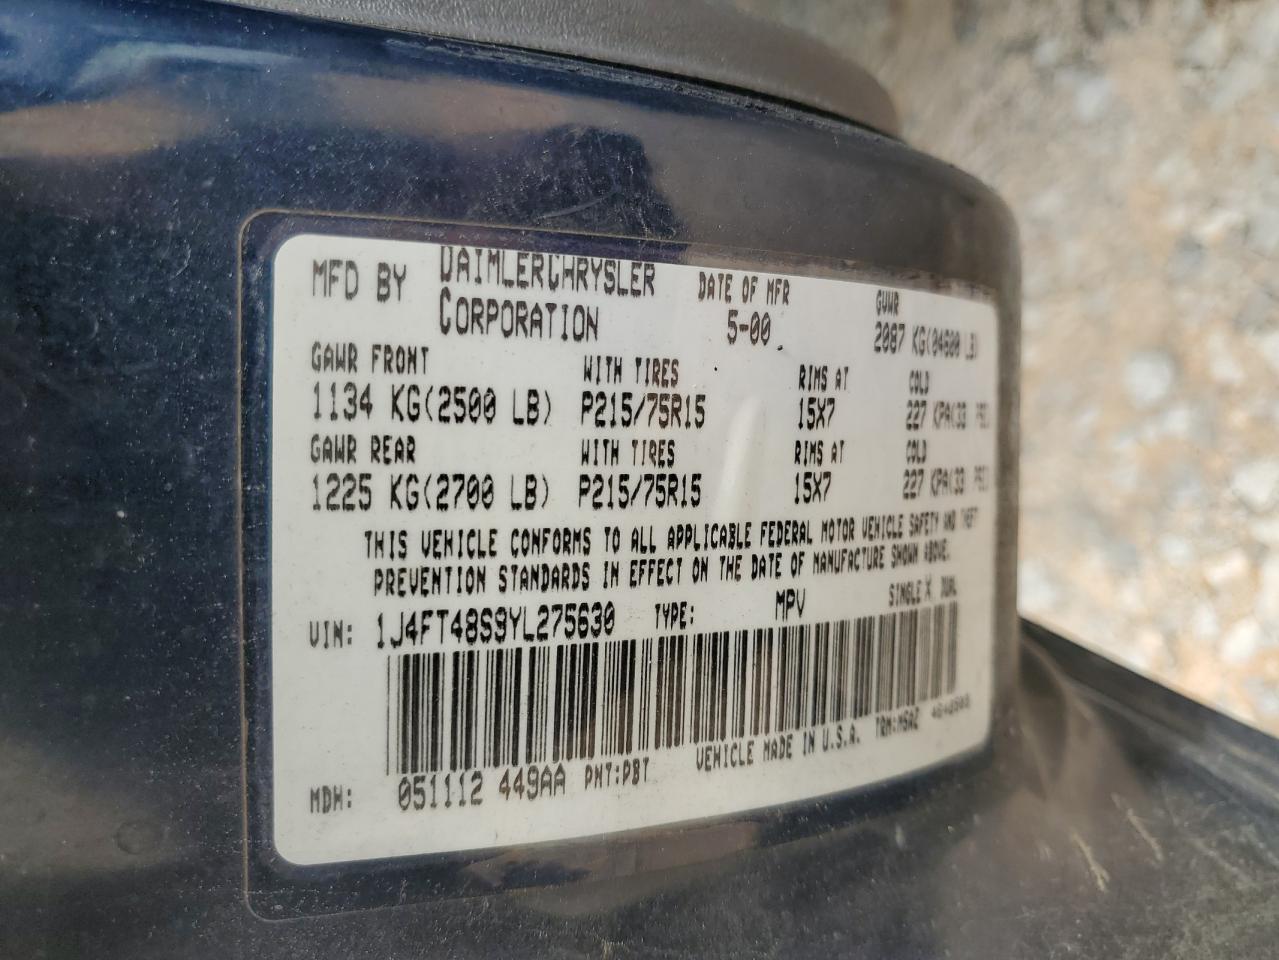 MFD BY DAIMLERCHRYSLER CORPORATION DATE OF MFR 5-00 GVWR 2087 KG(04600 LB)
GAWR FRONT WITH TIRES RIMS AT COLD
1134 KG(2500 LB) P215/75R15 15X7 227 KPA(33 PSI)
GAWR REAR WITH TIRES RIMS AT COLD
1225 KG(2700 LB) P215/75R15 15X7 227 KPA(33 PSI)
THIS VEHICLE CONFORMS TO ALL APPLICABLE FEDERAL MOTOR VEHICLE SAFETY AND THEFT
PREVENTION STANDARDS IN EFFECT ON THE DATE OF MANUFACTURE SHOWN ABOVE.
VIN: 1J4FT48S9YL275630 TYPE: MPV SINGLE X DUAL
MDH: 051112 449AA PNT:PBT VEHICLE MADE IN U.S.A. TRM:MSAZ